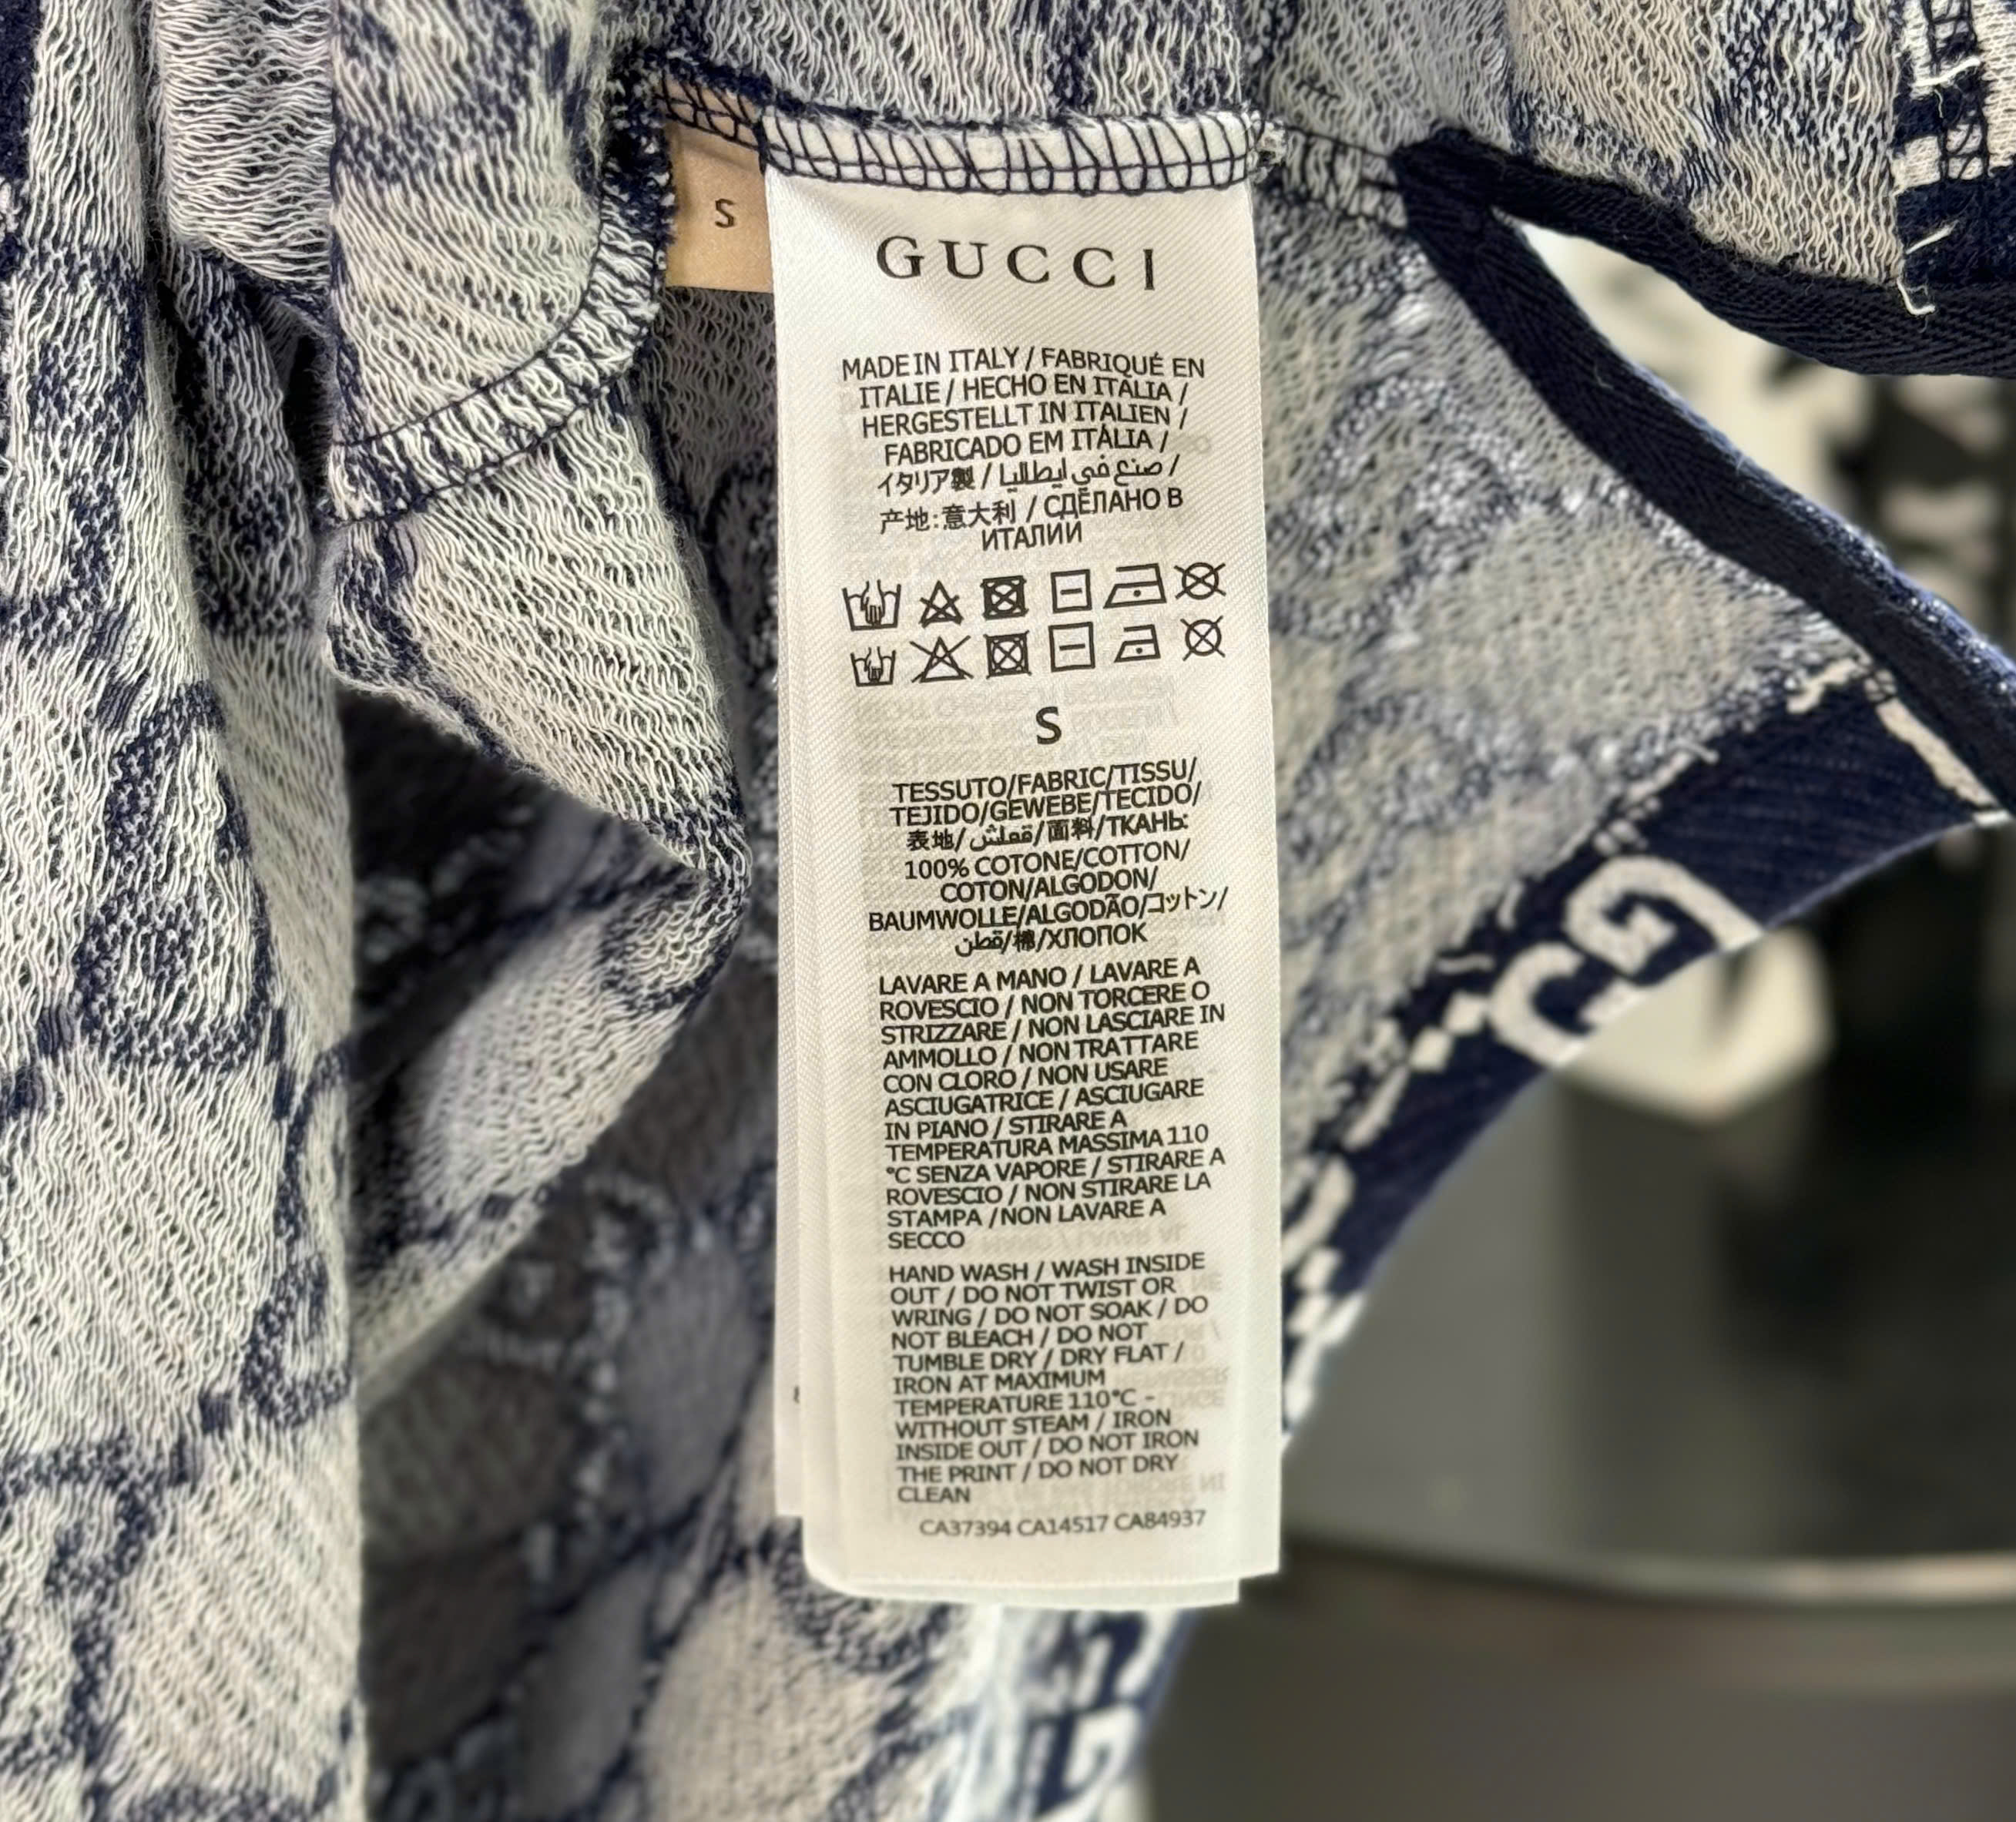 S
GUCCI
MADE IN ITALY / FABRIQUÉ EN
ITALIE / HECHO EN ITALIA /
HERGESTELLT IN ITALIEN /
FABRICADO EM ITÁLIA /
イタリア製 / صنع في ايطاليا /
产地:意大利 / СДЕЛАНО В
ИТАЛИИ
S
TESSUTO/FABRIC/TISSU/
TEJIDO/GEWEBE/TECIDO/
表地/قماش/面料/ТКАНЬ:
100% COTONE/COTTON/
COTON/ALGODON/
BAUMWOLLE/ALGODÃO/コットン/
قطن/棉/ХЛОПОК
LAVARE A MANO / LAVARE A
ROVESCIO / NON TORCERE O
STRIZZARE / NON LASCIARE IN
AMMOLLO / NON TRATTARE
CON CLORO / NON USARE
ASCIUGATRICE / ASCIUGARE
IN PIANO / STIRARE A
TEMPERATURA MASSIMA 110
°C SENZA VAPORE / STIRARE A
ROVESCIO / NON STIRARE LA
STAMPA /NON LAVARE A
SECCO
HAND WASH / WASH INSIDE
OUT / DO NOT TWIST OR
WRING / DO NOT SOAK / DO
NOT BLEACH / DO NOT
TUMBLE DRY / DRY FLAT /
IRON AT MAXIMUM
TEMPERATURE 110°C -
WITHOUT STEAM / IRON
INSIDE OUT / DO NOT IRON
THE PRINT / DO NOT DRY
CLEAN
CA37394 CA14517 CA84937